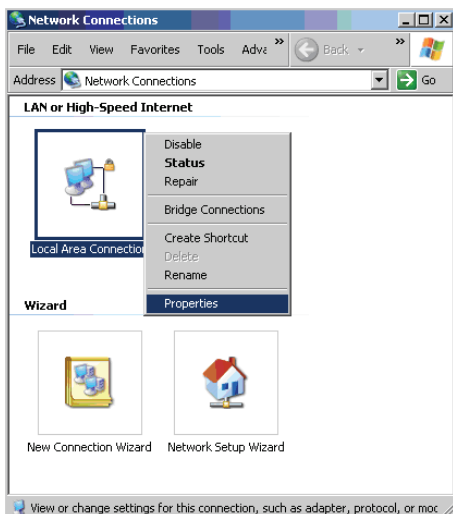 Network Connections
File Edit View Favorites Tools Adva » Back »
Address Network Connections Go
LAN or High-Speed Internet
Disable
Status
Repair
Bridge Connections
Create Shortcut
Delete
Rename
Properties
Local Area Connection
Wizard
New Connection Wizard Network Setup Wizard
View or change settings for this connection, such as adapter, protocol, or moc